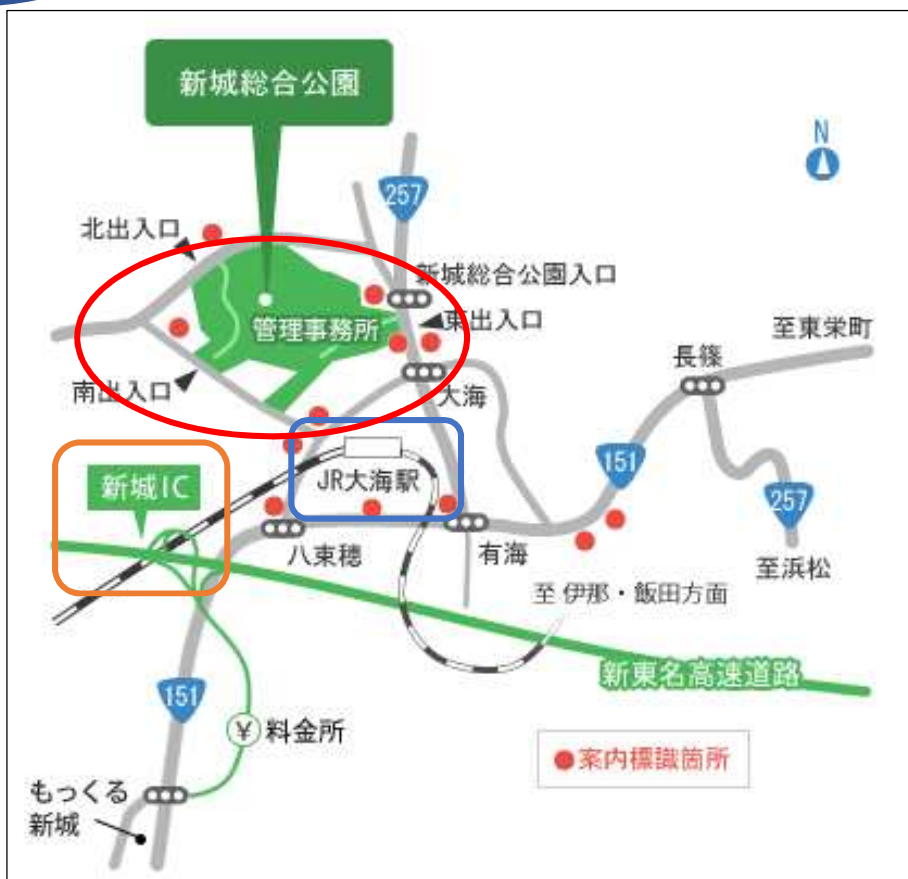 新城総合公園
N
257
北出入口
新城総合公園入口
管理事務所
東出入口
至東栄町
長篠
南出入口
大海
151
新城IC
JR大海駅
257
八束穂
有海
至浜松
至 伊那・飯田方面
新東名高速道路
151
¥ 料金所
●案内標識箇所
もっくる
新城